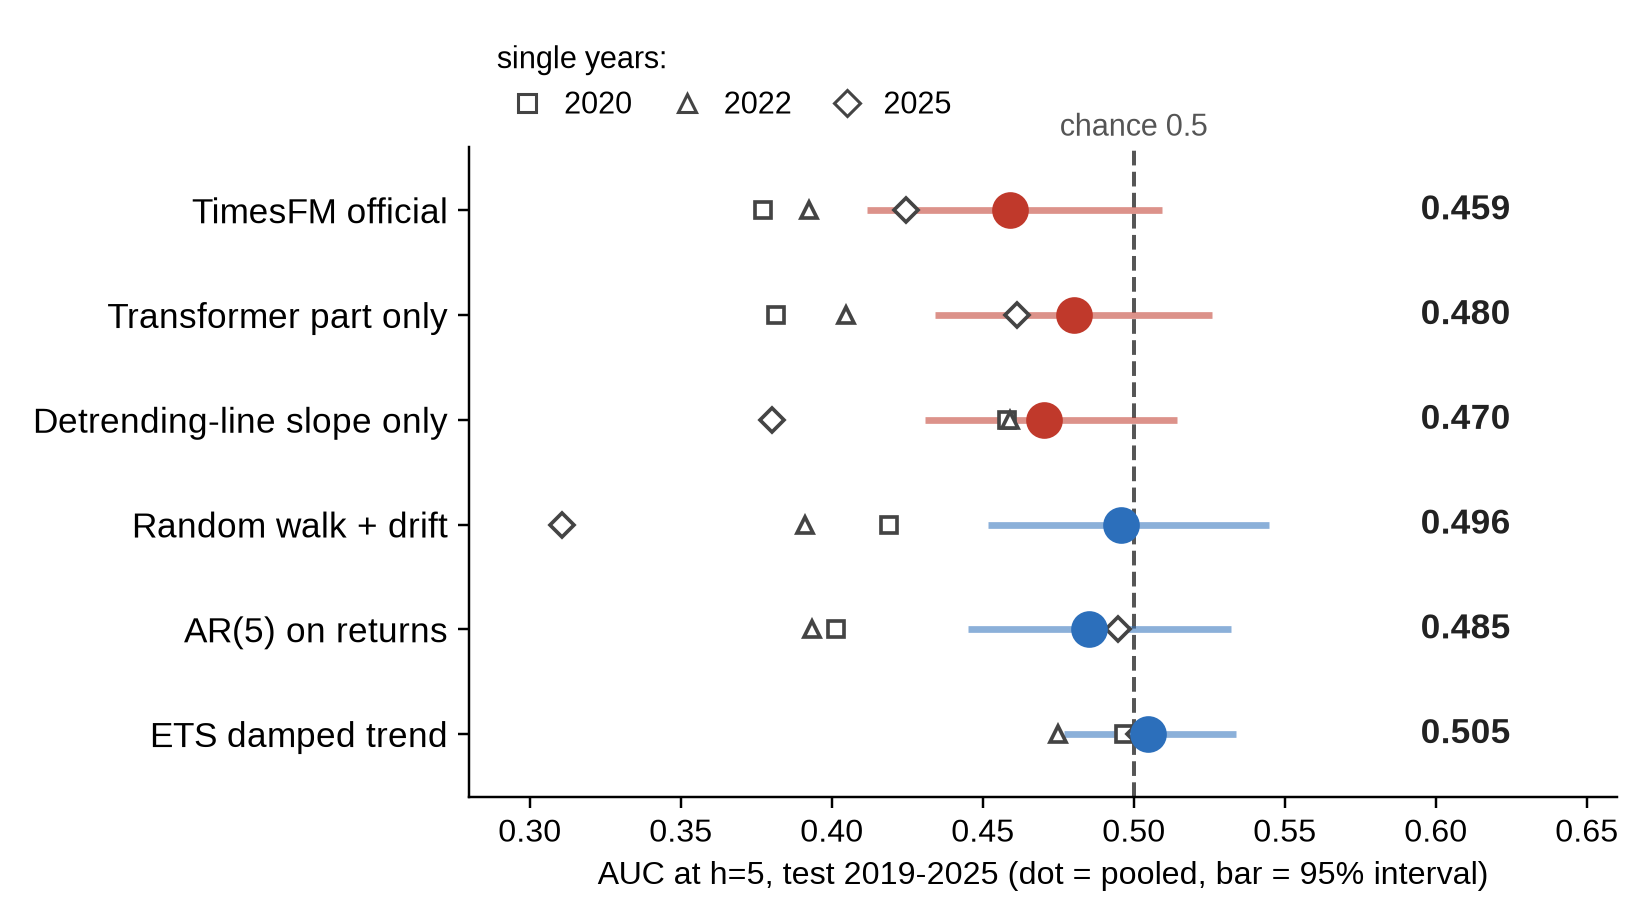 single years:
2020 2022 2025
chance 0.5
TimesFM official 0.459
Transformer part only 0.480
Detrending-line slope only 0.470
Random walk + drift 0.496
AR(5) on returns 0.485
ETS damped trend 0.505
0.30 0.35 0.40 0.45 0.50 0.55 0.60 0.65
AUC at h=5, test 2019-2025 (dot = pooled, bar = 95% interval)